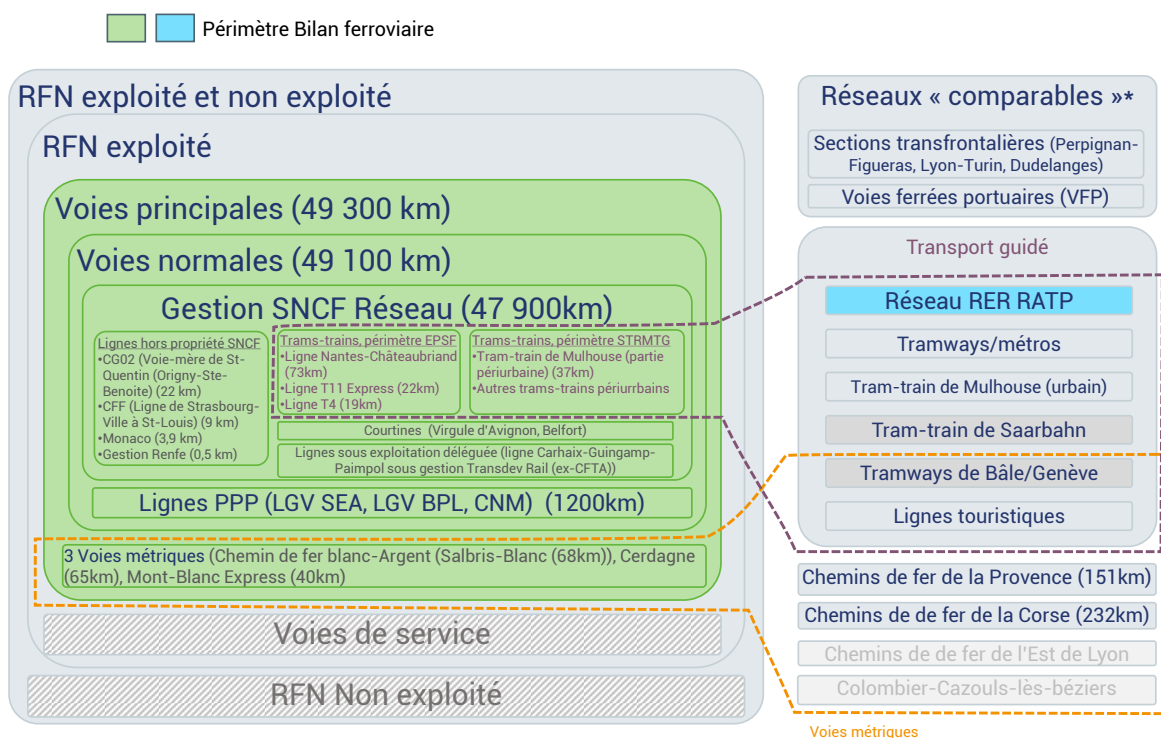 Périmètre Bilan ferroviaire
RFN exploité et non exploité
RFN exploité
Voies principales (49 300 km)
Voies normales (49 100 km)
Gestion SNCF Réseau (47 900km)
Lignes hors propriété SNCF
•CG02 (Voie-mère de St-
Quentin (Origny-Ste-
Benoite) (22 km)
•CFF (Ligne de Strasbourg-
Ville à St-Louis) (9 km)
•Monaco (3,9 km)
•Gestion Renfe (0,5 km)
Trams-trains, périmètre EPSF
•Ligne Nantes-Châteaubriand
(73km)
•Ligne T11 Express (22km)
•Ligne T4 (19km)
Trams-trains, périmètre STRMTG
•Tram-train de Mulhouse (partie
périurbaine) (37km)
•Autres trams-trains périurrbains
Courtines (Virgule d'Avignon, Belfort)
Lignes sous exploitation déléguée (ligne Carhaix-Guingamp-
Paimpol sous gestion Transdev Rail (ex-CFTA))
Lignes PPP (LGV SEA, LGV BPL, CNM) (1200km)
3 Voies métriques (Chemin de fer blanc-Argent (Salbris-Blanc (68km)), Cerdagne
(65km), Mont-Blanc Express (40km)
Voies de service
RFN Non exploité
Réseaux « comparables »*
Sections transfrontalières (Perpignan-
Figueras, Lyon-Turin, Dudelanges)
Voies ferrées portuaires (VFP)
Transport guidé
Réseau RER RATP
Tramways/métros
Tram-train de Mulhouse (urbain)
Tram-train de Saarbahn
Tramways de Bâle/Genève
Lignes touristiques
Chemins de fer de la Provence (151km)
Chemins de de fer de la Corse (232km)
Chemins de de fer de l'Est de Lyon
Colombier-Cazouls-lès-béziers
Voies métriques